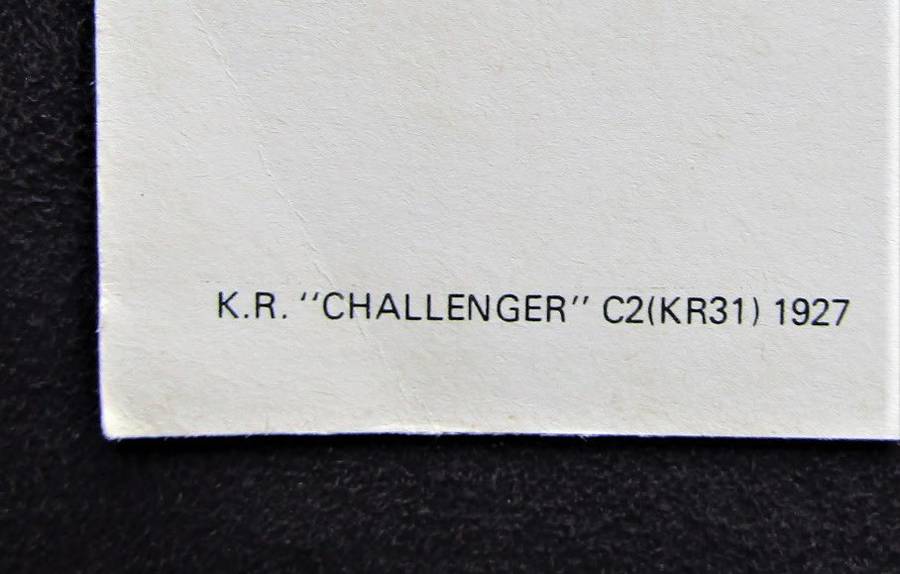 K.R. "CHALLENGER" C2(KR31) 1927